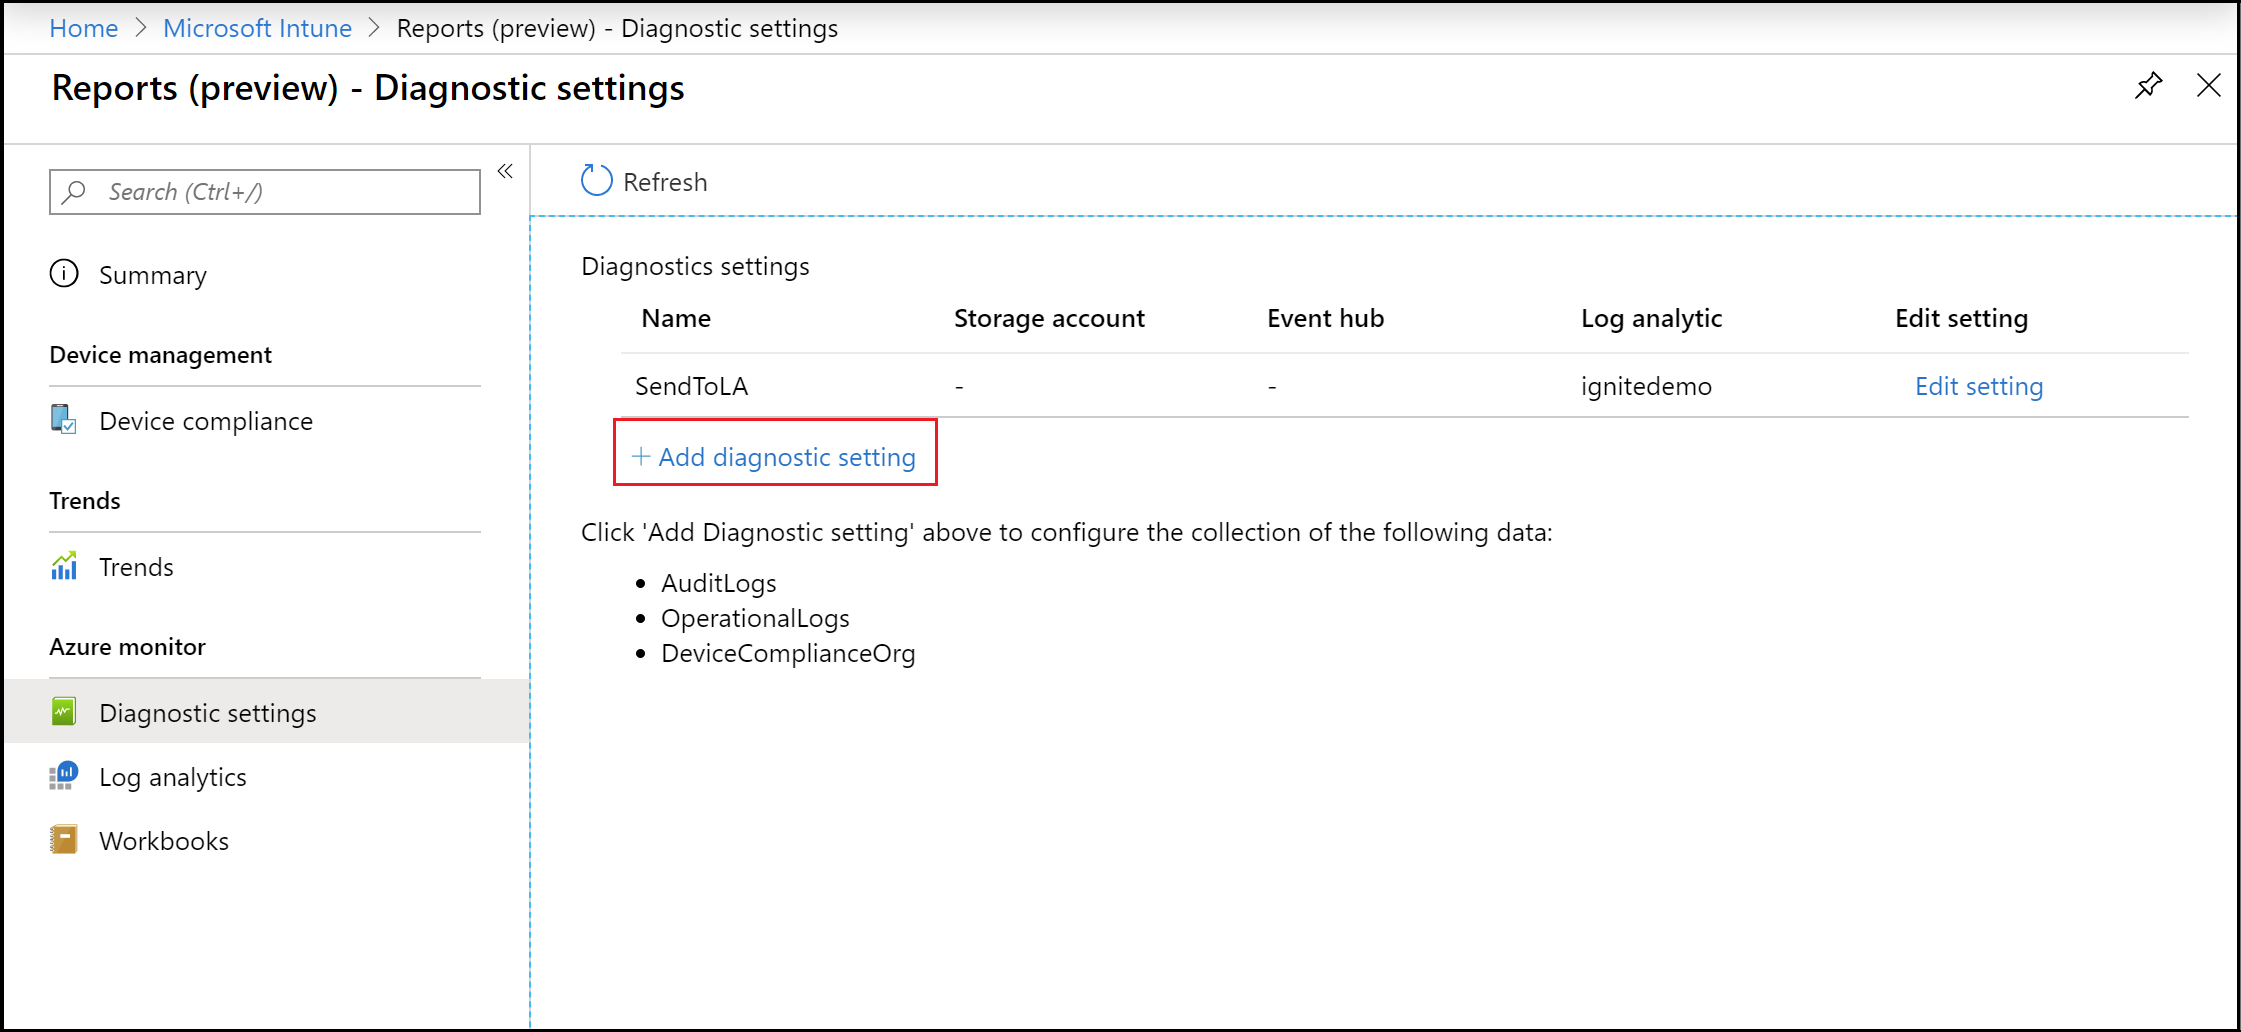 Home > Microsoft Intune > Reports (preview) - Diagnostic settings
Reports (preview) - Diagnostic settings
Search (Ctrl+/)
Summary
Device management
Device compliance
Trends
Trends
Azure monitor
Diagnostic settings
Log analytics
Workbooks
Refresh
Diagnostics settings
Name Storage account Event hub Log analytic Edit setting
SendToLA - - ignitedemo Edit setting
+ Add diagnostic setting
Click 'Add Diagnostic setting' above to configure the collection of the following data:
• AuditLogs
• OperationalLogs
• DeviceComplianceOrg